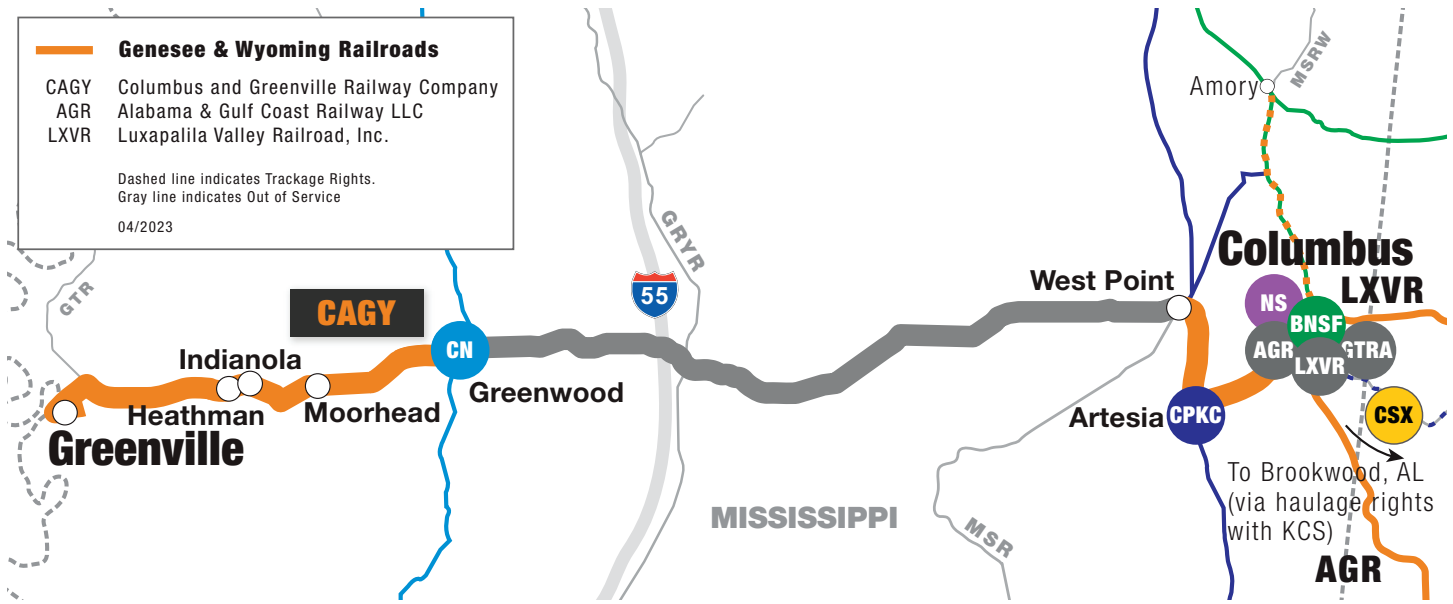 Genesee & Wyoming Railroads
CAGY Columbus and Greenville Railway Company
AGR Alabama & Gulf Coast Railway LLC
LXVR Luxapalila Valley Railroad, Inc.
Dashed line indicates Trackage Rights.
Gray line indicates Out of Service
04/2023
GTR
CAGY
CN
Greenwood
Indianola
Heathman
Moorhead
Greenville
55
GRYR
MISSISSIPPI
MSR
West Point
Artesia
CPKC
Amory
MSRW
Columbus
LXVR
NS
BNSF
AGR
LXVR
GTRA
CSX
To Brookwood, AL
(via haulage rights
with KCS)
AGR